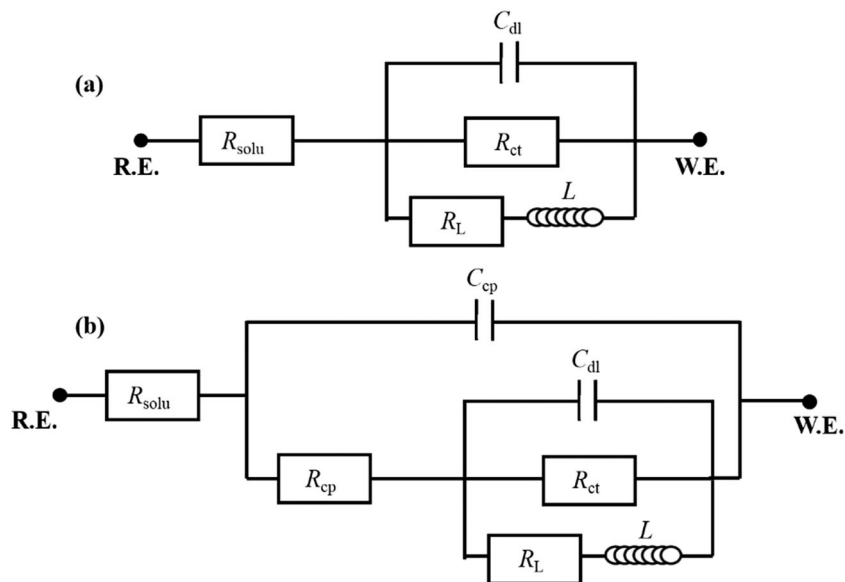 C_dl
(a)
R_solu
R_ct
R.E.
W.E.
L
R_L
C_cp
(b)
C_dl
R_solu
R.E.
W.E.
R_cp
R_ct
L
R_L